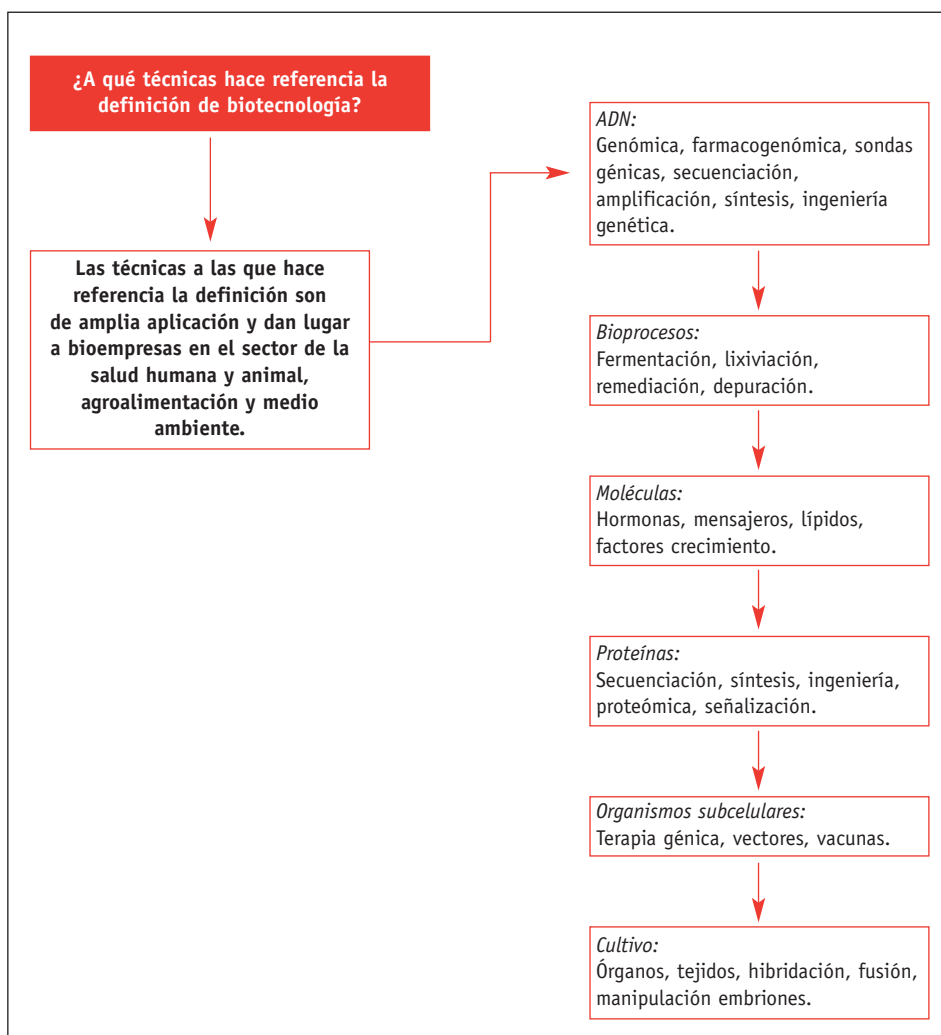 ¿A qué técnicas hace referencia la
definición de biotecnología?
Las técnicas a las que hace
referencia la definición son
de amplia aplicación y dan lugar
a bioempresas en el sector de la
salud humana y animal,
agroalimentación y medio
ambiente.
ADN:
Genómica, farmacogenómica, sondas
génicas, secuenciación,
amplificación, síntesis, ingeniería
genética.
Bioprocesos:
Fermentación, lixiviación,
remediación, depuración.
Moléculas:
Hormonas, mensajeros, lípidos,
factores crecimiento.
Proteínas:
Secuenciación, síntesis, ingeniería,
proteómica, señalización.
Organismos subcelulares:
Terapia génica, vectores, vacunas.
Cultivo:
Órganos, tejidos, hibridación, fusión,
manipulación embriones.